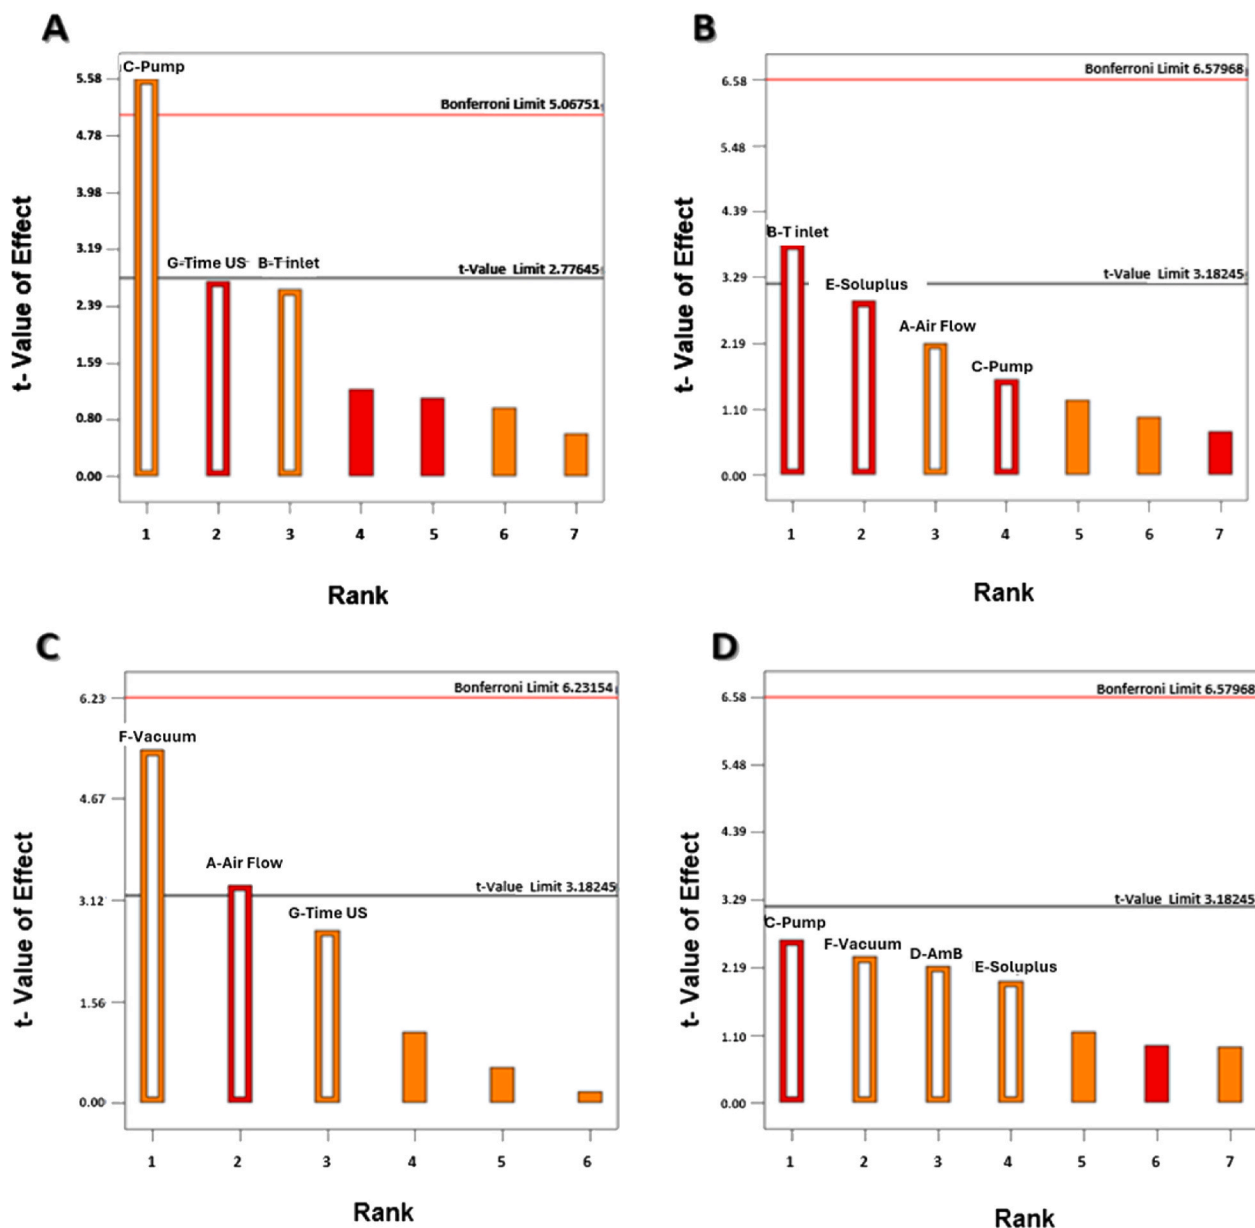 A
t- Value of Effect
5.58
4.78
3.98
3.19
2.39
1.59
0.80
0.00
C-Pump
Bonferroni Limit 5.06751
G-Time US B-T inlet
t-Value Limit 2.77645
1 2 3 4 5 6 7
Rank
B
t- Value of Effect
6.58
5.48
4.39
3.29
2.19
1.10
0.00
Bonferroni Limit 6.57968
B-T inlet
t-Value Limit 3.18245
E-Soluplus
A-Air Flow
C-Pump
1 2 3 4 5 6 7
Rank
C
t- Value of Effect
6.23
4.67
3.12
1.56
0.00
Bonferroni Limit 6.23154
F-Vacuum
A-Air Flow
t-Value Limit 3.18245
G-Time US
1 2 3 4 5 6
Rank
D
t- Value of Effect
6.58
5.48
4.39
3.29
2.19
1.10
0.00
Bonferroni Limit 6.57968
t-Value Limit 3.18245
C-Pump
F-Vacuum
D-AmB
E-Soluplus
1 2 3 4 5 6 7
Rank